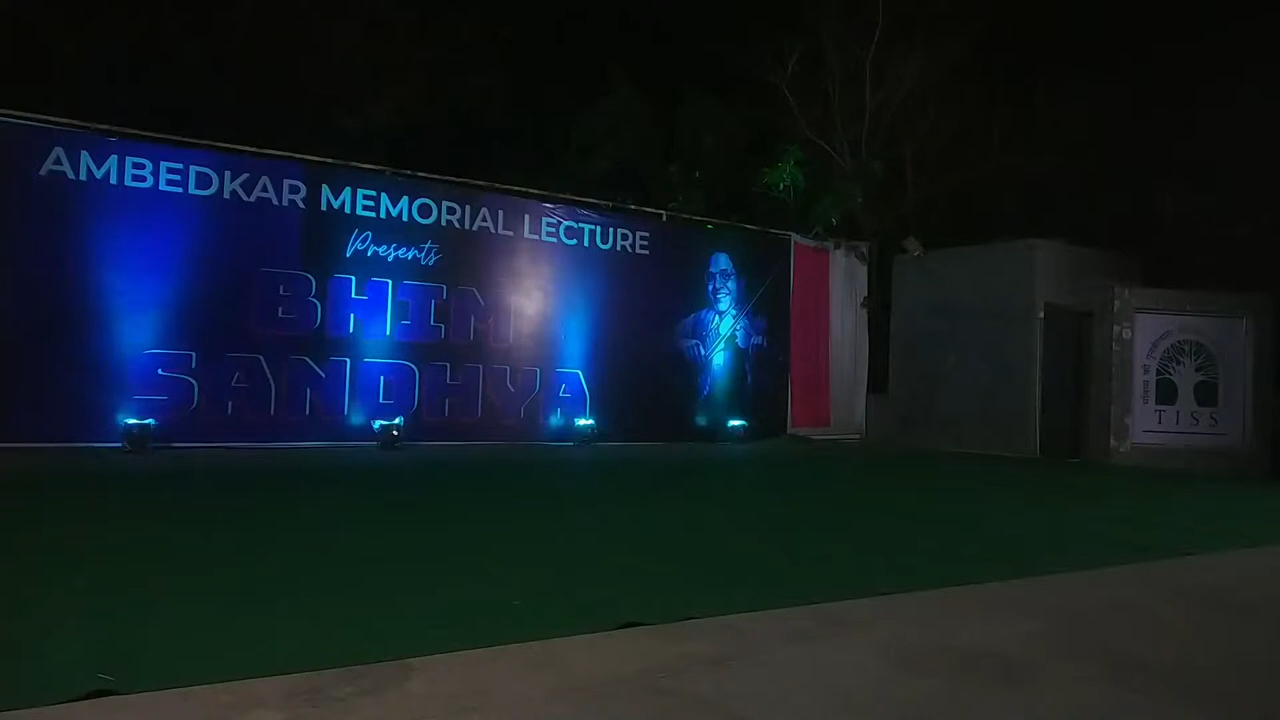 AMBEDKAR MEMORIAL LECTURE
Presents
BHIM
SANDHYA
TISS